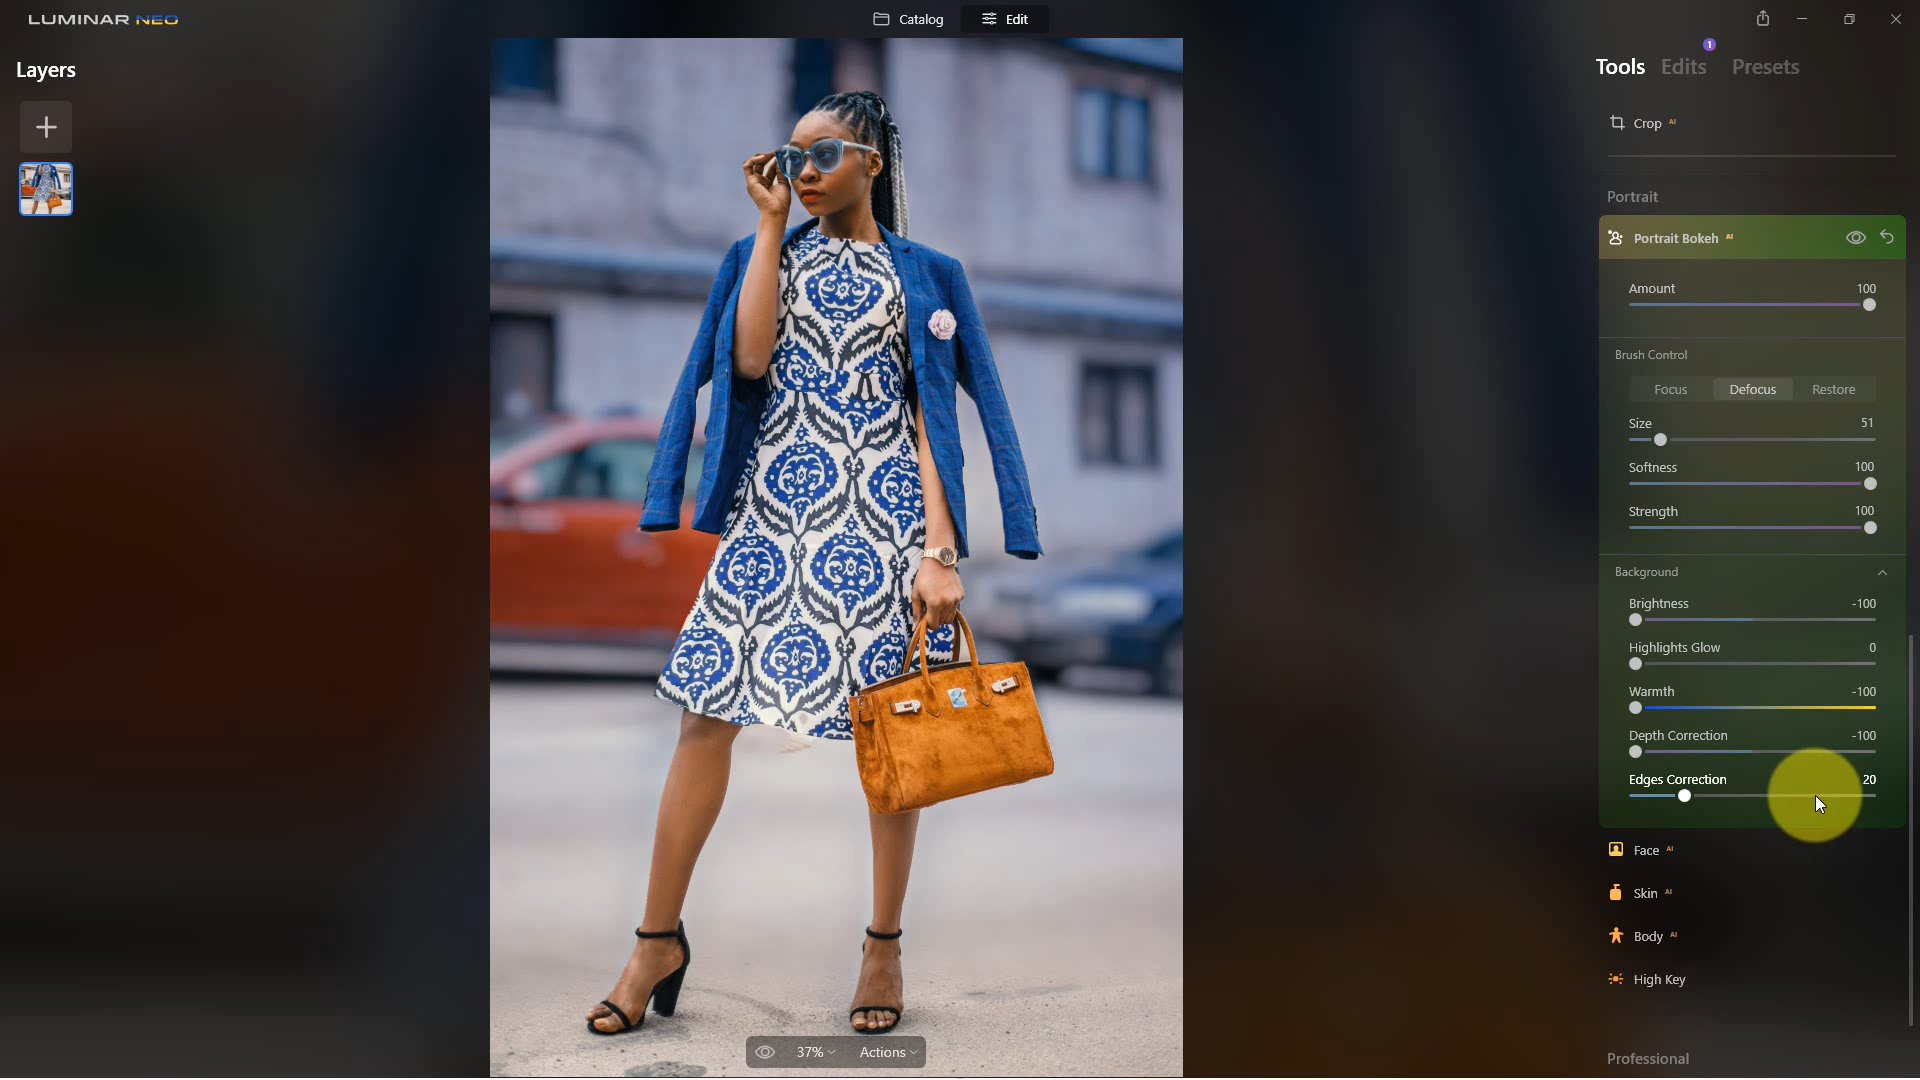 LUMINAR NEO
Catalog
Edit
Layers
1
Tools
Edits
Presets
Crop AI
Portrait
Portrait Bokeh AI
Amount 100
Brush Control
Focus
Defocus
Restore
Size 51
Softness 100
Strength 100
Background
Brightness -100
Highlights Glow 0
Warmth -100
Depth Correction -100
Edges Correction 20
Face AI
Skin AI
Body AI
High Key
37%
Actions
Professional